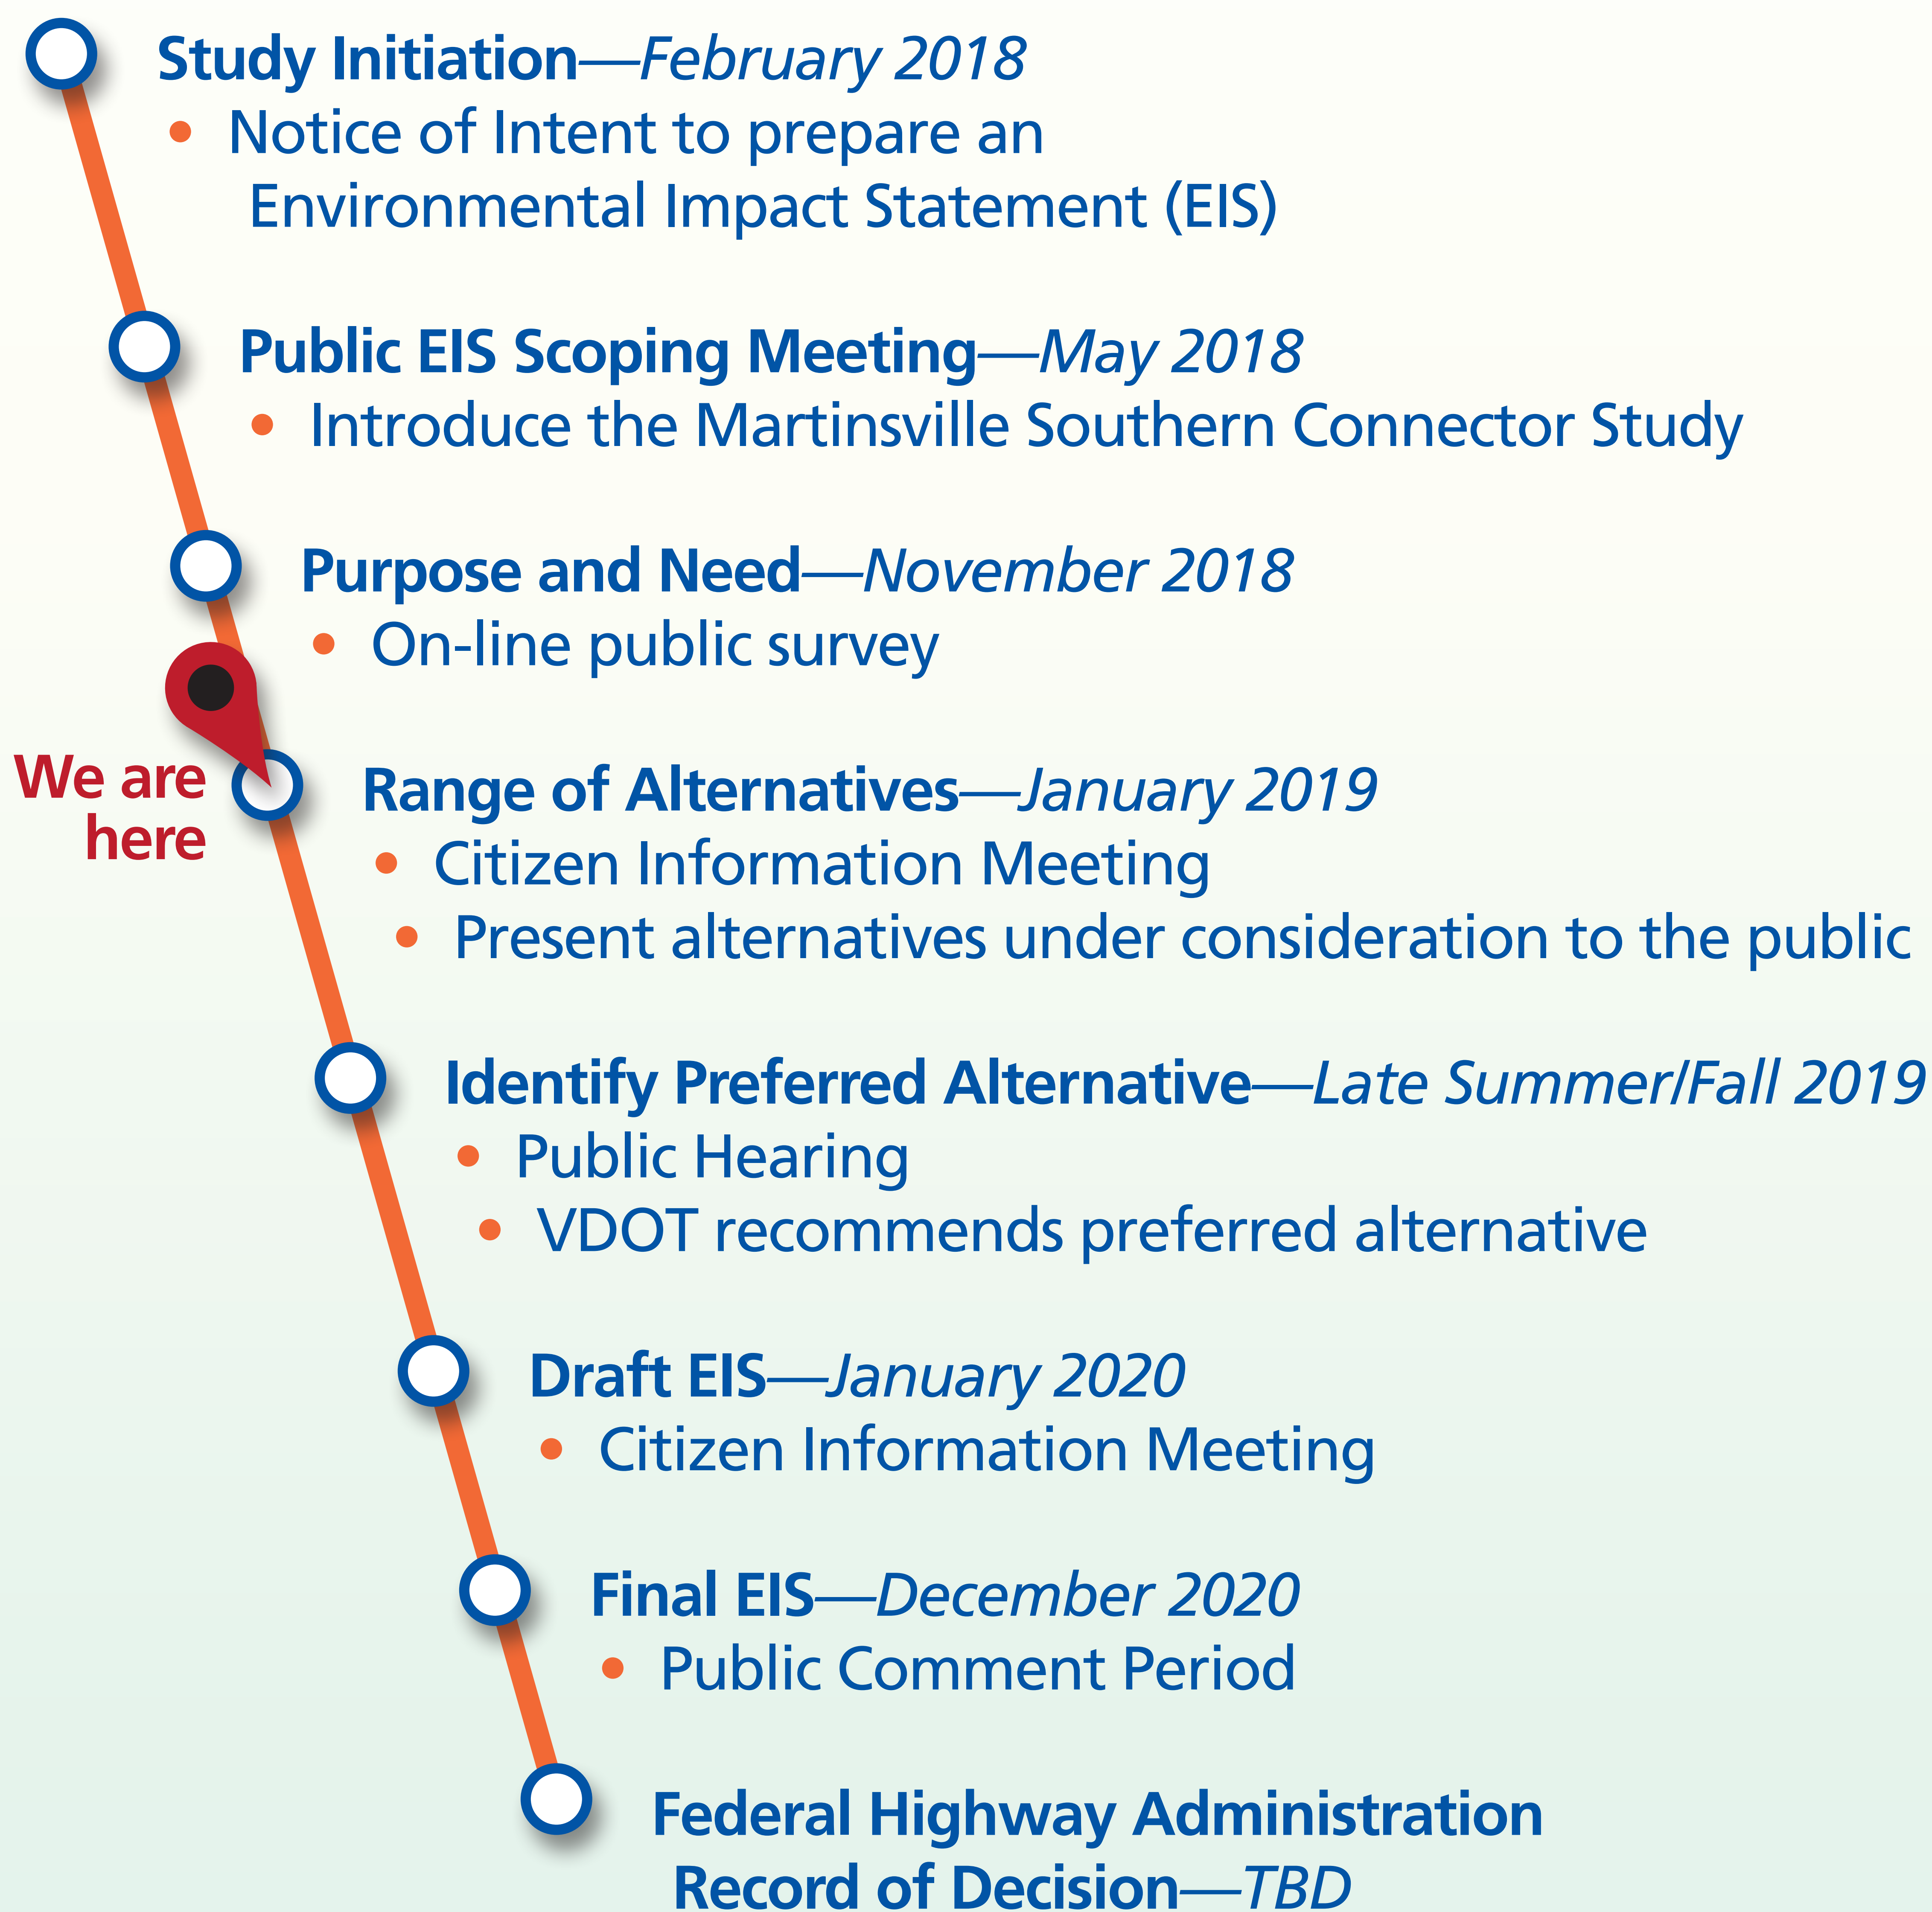 Study Initiation—February 2018
• Notice of Intent to prepare an
Environmental Impact Statement (EIS)
Public EIS Scoping Meeting—May 2018
• Introduce the Martinsville Southern Connector Study
Purpose and Need—November 2018
• On-line public survey
We are
here
Range of Alternatives—January 2019
• Citizen Information Meeting
• Present alternatives under consideration to the public
Identify Preferred Alternative—Late Summer/Fall 2019
• Public Hearing
• VDOT recommends preferred alternative
Draft EIS—January 2020
• Citizen Information Meeting
Final EIS—December 2020
• Public Comment Period
Federal Highway Administration
Record of Decision—TBD